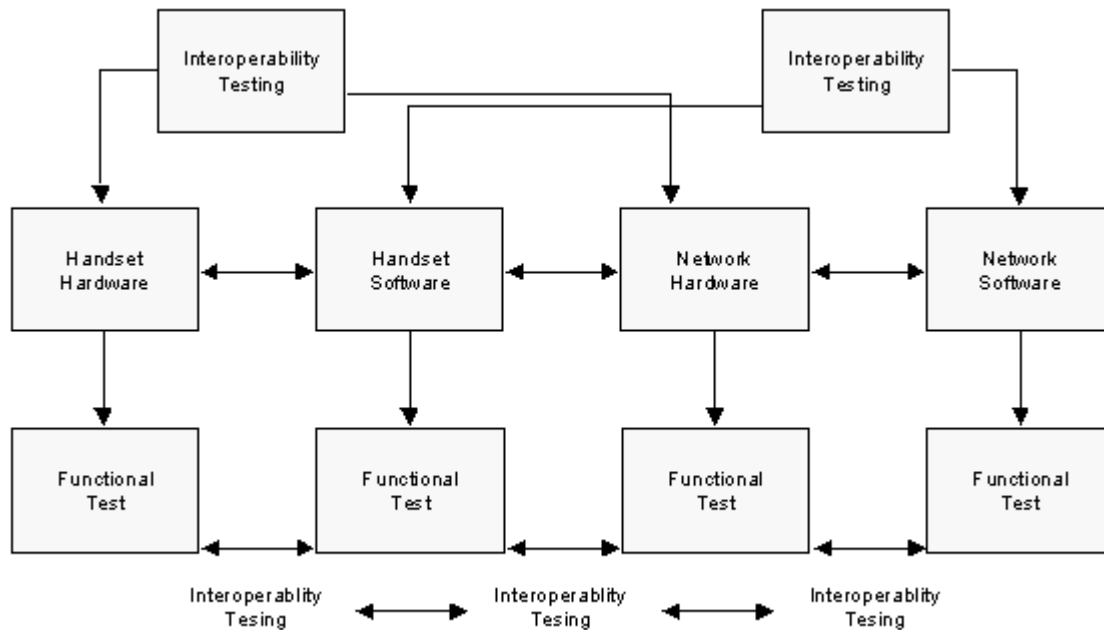 Interoperability
Testing
Interoperability
Testing
Handset
Hardware
Handset
Software
Network
Hardware
Network
Software
Functional
Test
Functional
Test
Functional
Test
Functional
Test
Interoperablity
Tesing
Interoperablity
Tesing
Interoperablity
Tesing